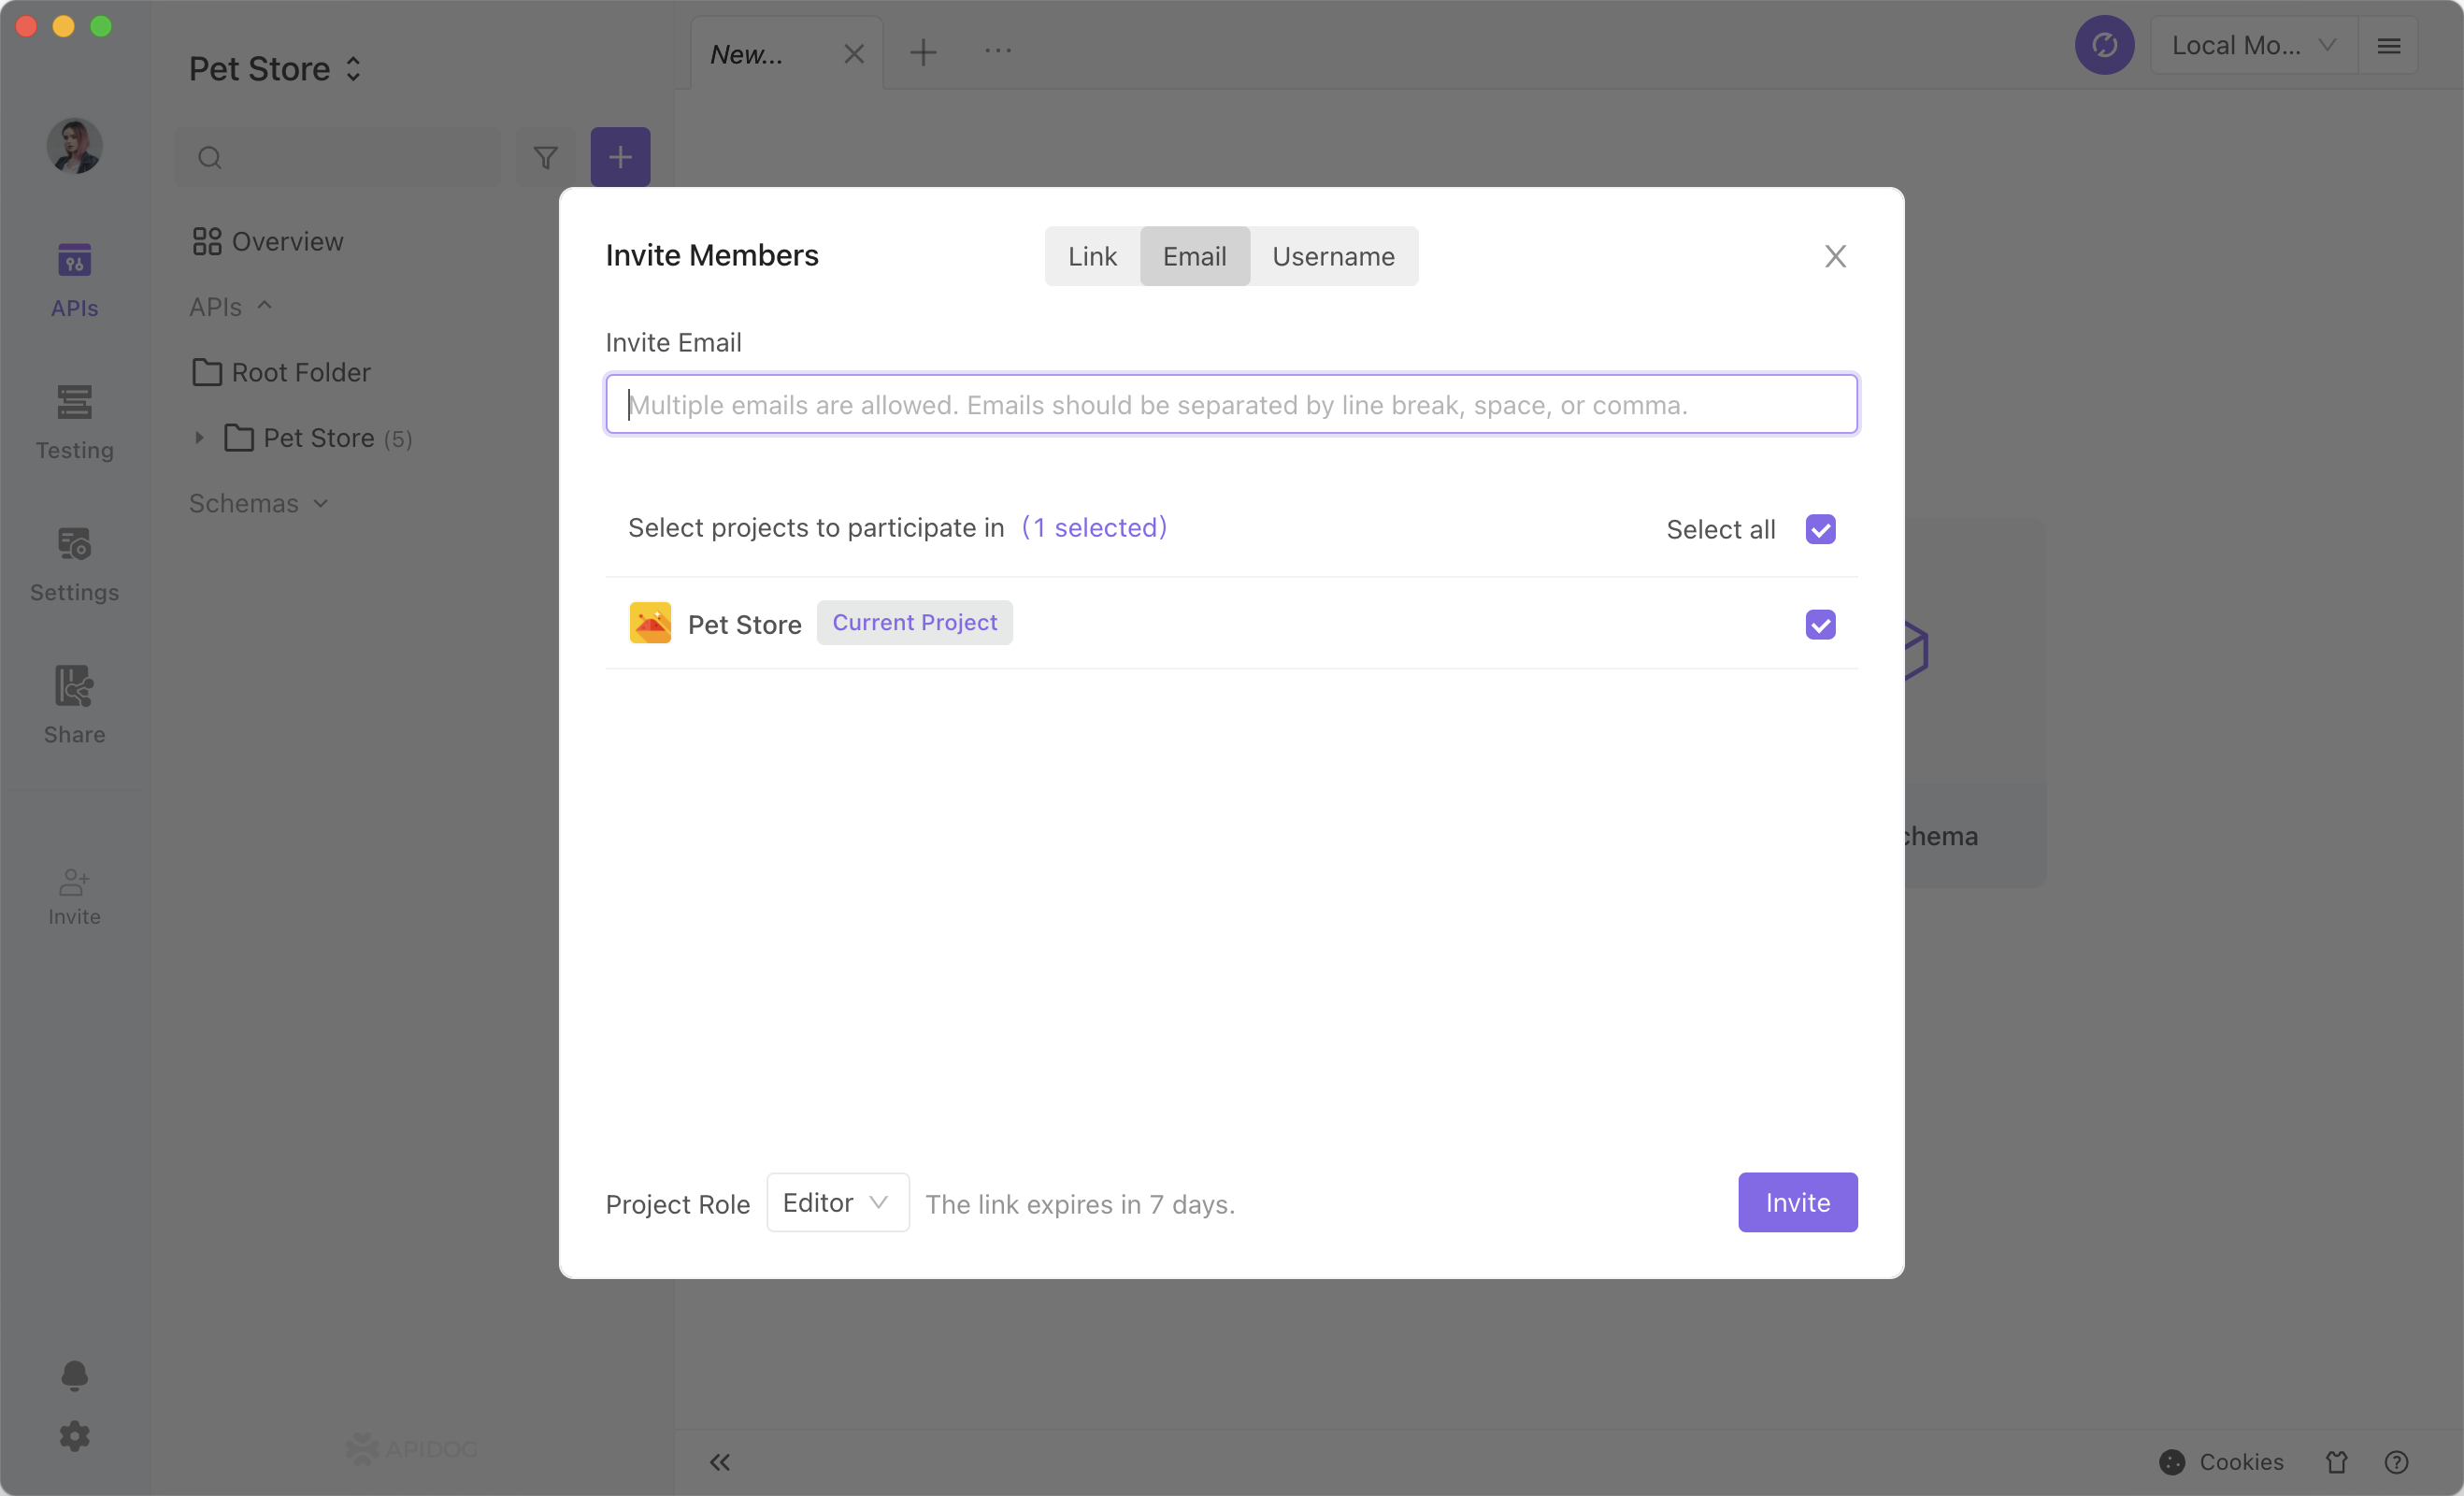 Pet Store
New...
Local Mo...
Overview
APIs
Root Folder
Pet Store (5)
Schemas
APIs
Testing
Settings
Share
Invite
Invite Members
Link
Email
Username
Invite Email
Multiple emails are allowed. Emails should be separated by line break, space, or comma.
Select projects to participate in (1 selected)
Select all
Pet Store
Current Project
chema
Project Role
Editor
The link expires in 7 days.
Invite
APIDOG
Cookies